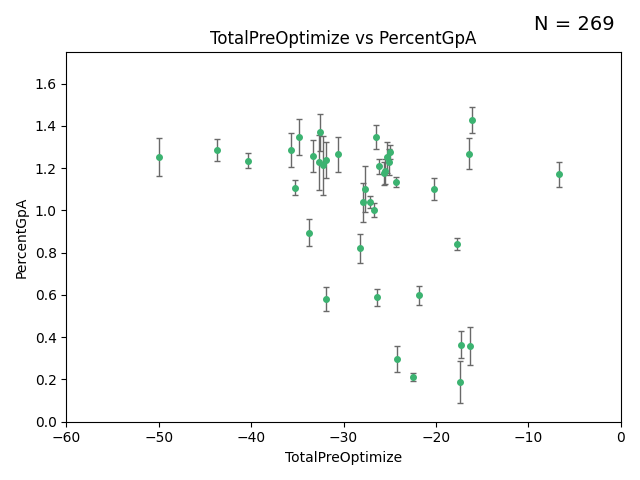 N = 269
TotalPreOptimize vs PercentGpA
PercentGpA
1.6
1.4
1.2
1.0
0.8
0.6
0.4
0.2
0.0
−60 −50 −40 −30 −20 −10 0
TotalPreOptimize